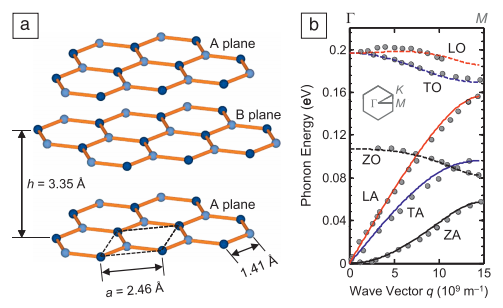 a
A plane
B plane
h = 3.35 Å
A plane
1.41 Å
a = 2.46 Å
b
Γ
M
0.2
LO
TO
0.16
K
Γ
M
0.12
ZO
0.08
LA
TA
0.04
ZA
0
0
5
10
15
Phonon Energy (eV)
Wave Vector q (10⁹ m⁻¹)